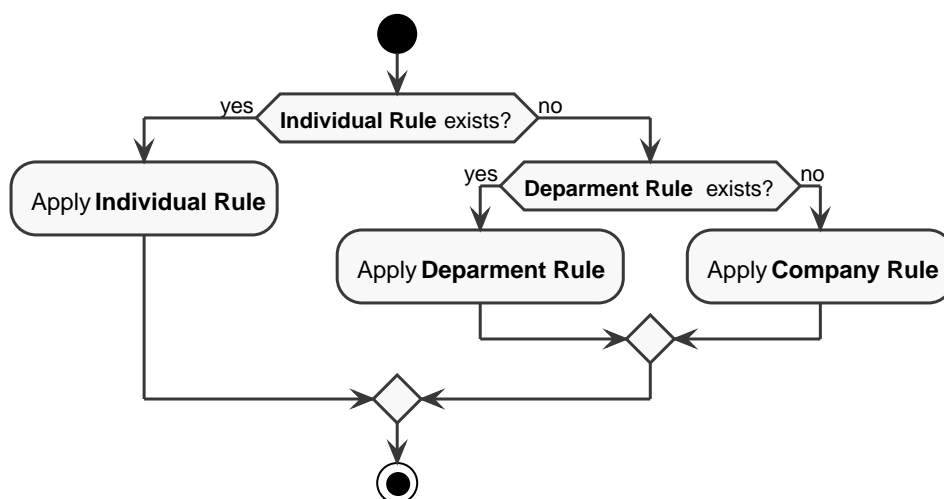 yes
Individual Rule exists?
no
Apply Individual Rule
yes
Deparment Rule exists?
no
Apply Deparment Rule
Apply Company Rule